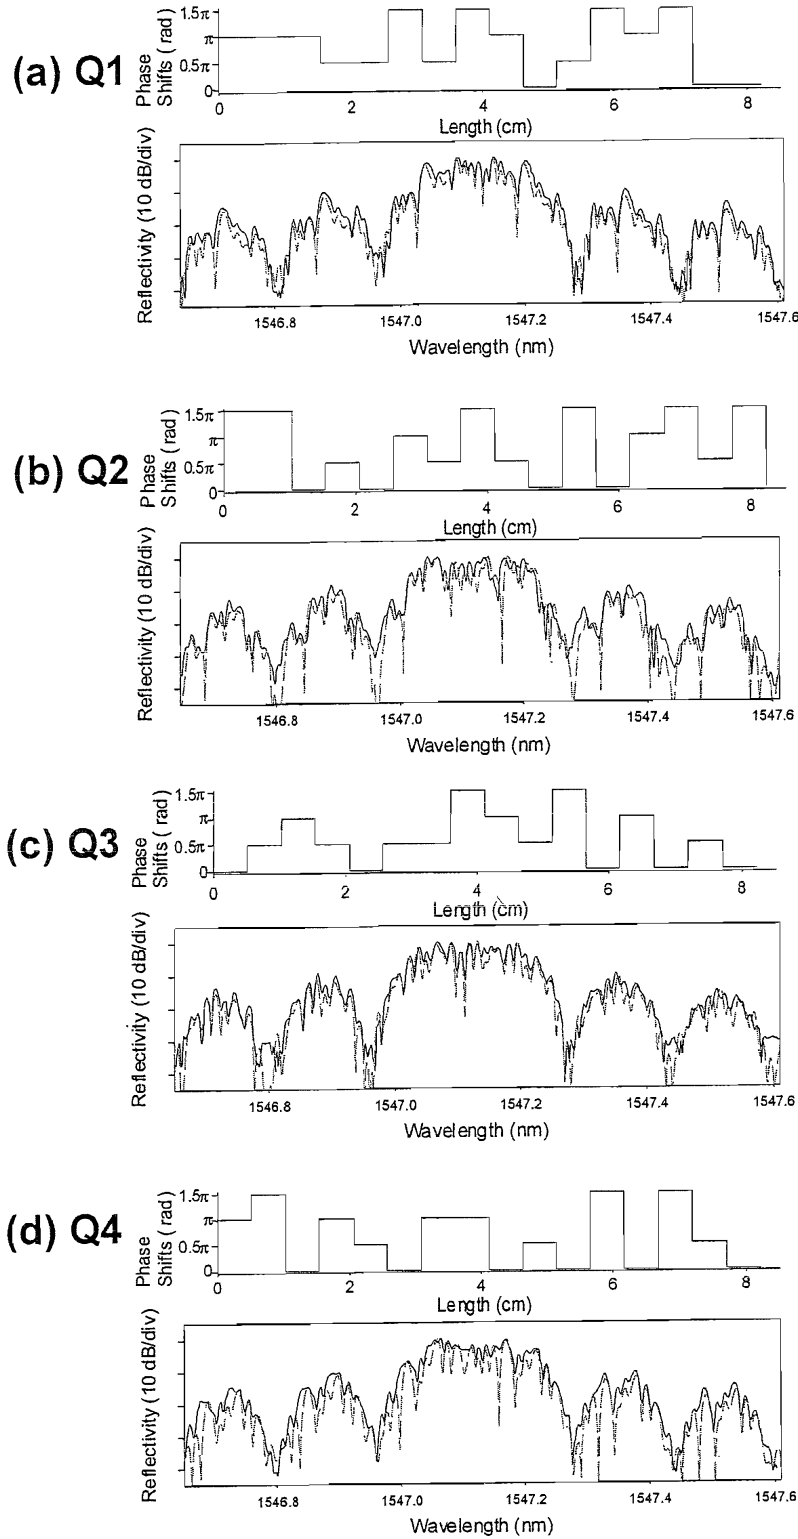 (a) Q1
Phase
Shifts ( rad)
1.5π
π
0.5π
0
0 2 4 6 8
Length (cm)
Reflectivity (10 dB/div)
1546.8 1547.0 1547.2 1547.4 1547.6
Wavelength (nm)
(b) Q2
Phase
Shifts ( rad)
1.5π
π
0.5π
0
0 2 4 6 8
Length (cm)
Reflectivity (10 dB/div)
1546.8 1547.0 1547.2 1547.4 1547.6
Wavelength (nm)
(c) Q3
Phase
Shifts ( rad)
1.5π
π
0.5π
0
0 2 4 6 8
Length (cm)
Reflectivity (10 dB/div)
1546.8 1547.0 1547.2 1547.4 1547.6
Wavelength (nm)
(d) Q4
Phase
Shifts ( rad)
1.5π
π
0.5π
0
0 2 4 6 8
Length (cm)
Reflectivity (10 dB/div)
1546.8 1547.0 1547.2 1547.4 1547.6
Wavelength (nm)